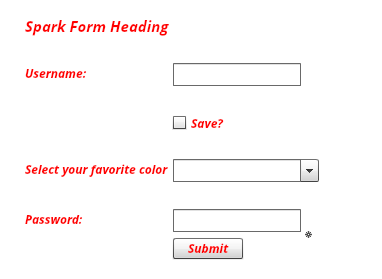 Spark Form Heading
Username:
Save?
Select your favorite color
Password:
Submit